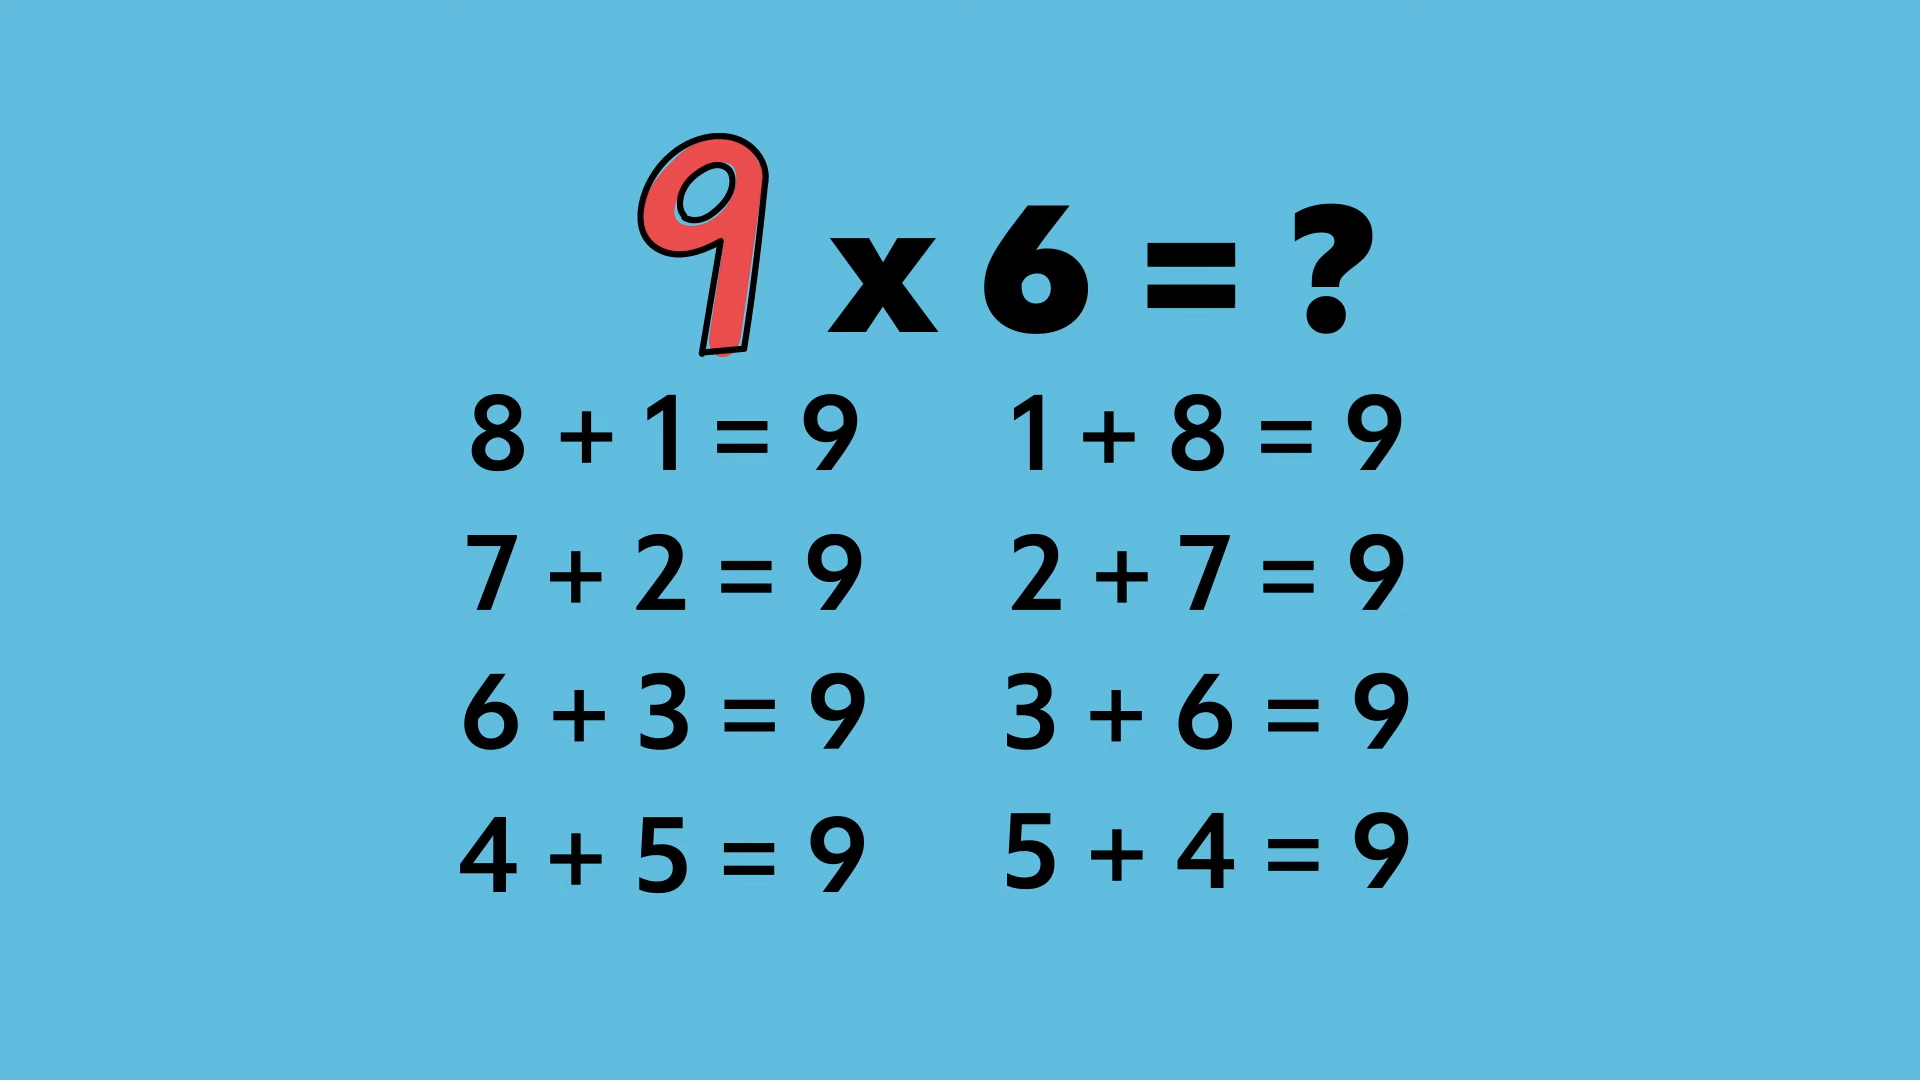 9 x 6 = ?
8 + 1 = 9 1 + 8 = 9
7 + 2 = 9 2 + 7 = 9
6 + 3 = 9 3 + 6 = 9
4 + 5 = 9 5 + 4 = 9